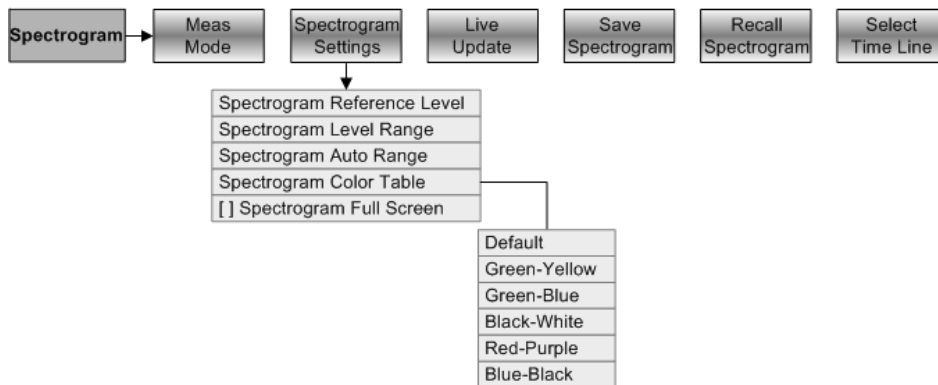 Spectrogram
Meas
Mode
Spectrogram
Settings
Live
Update
Save
Spectrogram
Recall
Spectrogram
Select
Time Line
Spectrogram Reference Level
Spectrogram Level Range
Spectrogram Auto Range
Spectrogram Color Table
[ ] Spectrogram Full Screen
Default
Green-Yellow
Green-Blue
Black-White
Red-Purple
Blue-Black